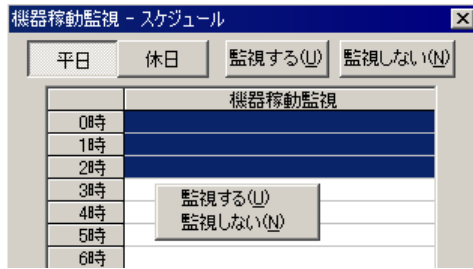 機器稼動監視 - スケジュール
平日 休日 監視する(U) 監視しない(N)
機器稼動監視
0時
1時
2時
3時
監視する(U)
4時
監視しない(N)
5時
6時